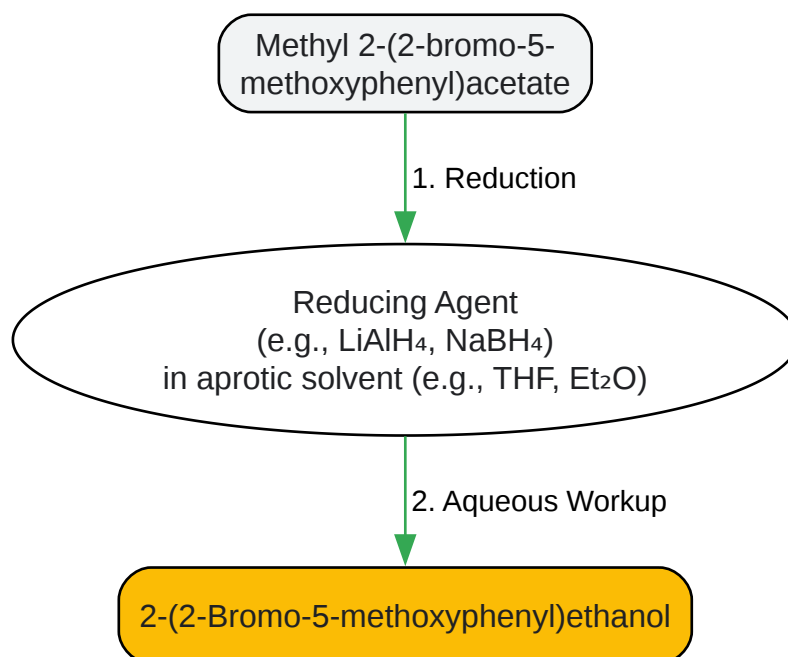 Methyl 2-(2-bromo-5-
methoxyphenyl)acetate
1. Reduction
Reducing Agent
(e.g., LiAlH₄, NaBH₄)
in aprotic solvent (e.g., THF, Et₂O)
2. Aqueous Workup
2-(2-Bromo-5-methoxyphenyl)ethanol